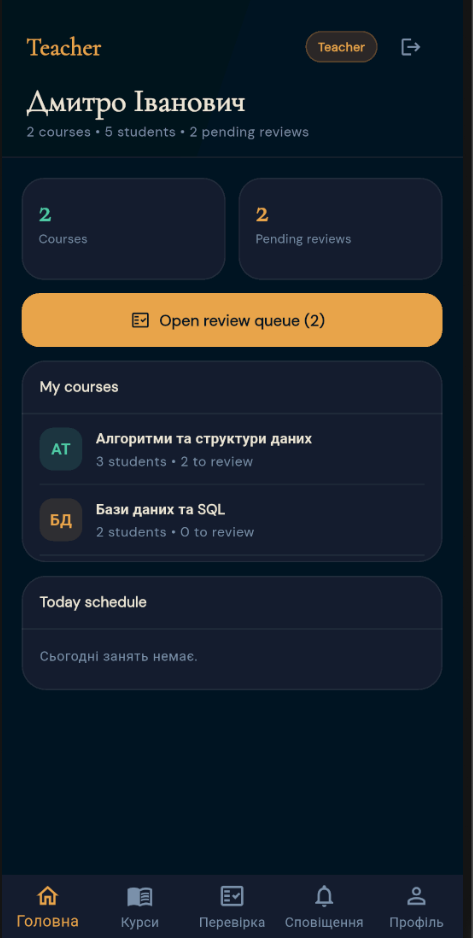 Teacher
Teacher
Дмитро Іванович
2 courses • 5 students • 2 pending reviews
2
Courses
2
Pending reviews
Open review queue (2)
My courses
АТ
Алгоритми та структури даних
3 students • 2 to review
БД
Бази даних та SQL
2 students • 0 to review
Today schedule
Сьогодні занять немає.
Головна
Курси
Перевірка
Сповіщення
Профіль